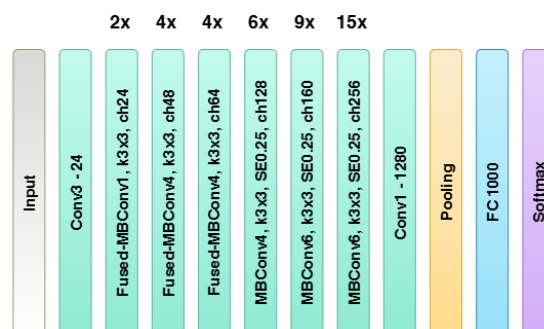 2x 4x 4x 6x 9x 15x
Input
Conv3 - 24
Fused-MBConv1, k3x3, ch24
Fused-MBConv4, k3x3, ch48
Fused-MBConv4, k3x3, ch64
MBConv4, k3x3, SE0.25, ch128
MBConv6, k3x3, SE0.25, ch160
MBConv6, k3x3, SE0.25, ch256
Conv1 - 1280
Pooling
FC1000
Softmax